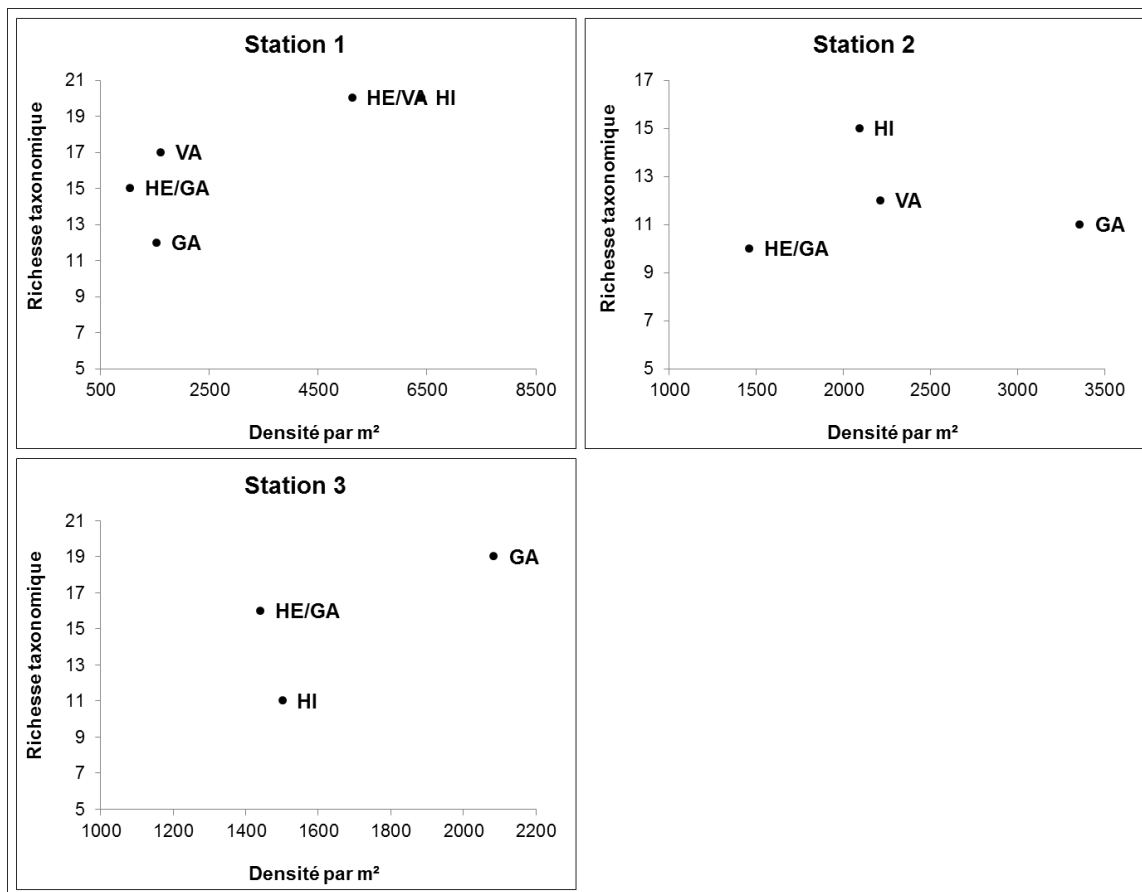 Station 1
Richesse taxonomique
21
19
17
15
13
11
9
7
5
HE/VA HI
VA
HE/GA
GA
500 2500 4500 6500 8500
Densité par m²
Station 2
Richesse taxonomique
17
15
13
11
9
7
5
HI
VA
GA
HE/GA
1000 1500 2000 2500 3000 3500
Densité par m²
Station 3
Richesse taxonomique
21
19
17
15
13
11
9
7
5
GA
HE/GA
HI
1000 1200 1400 1600 1800 2000 2200
Densité par m²